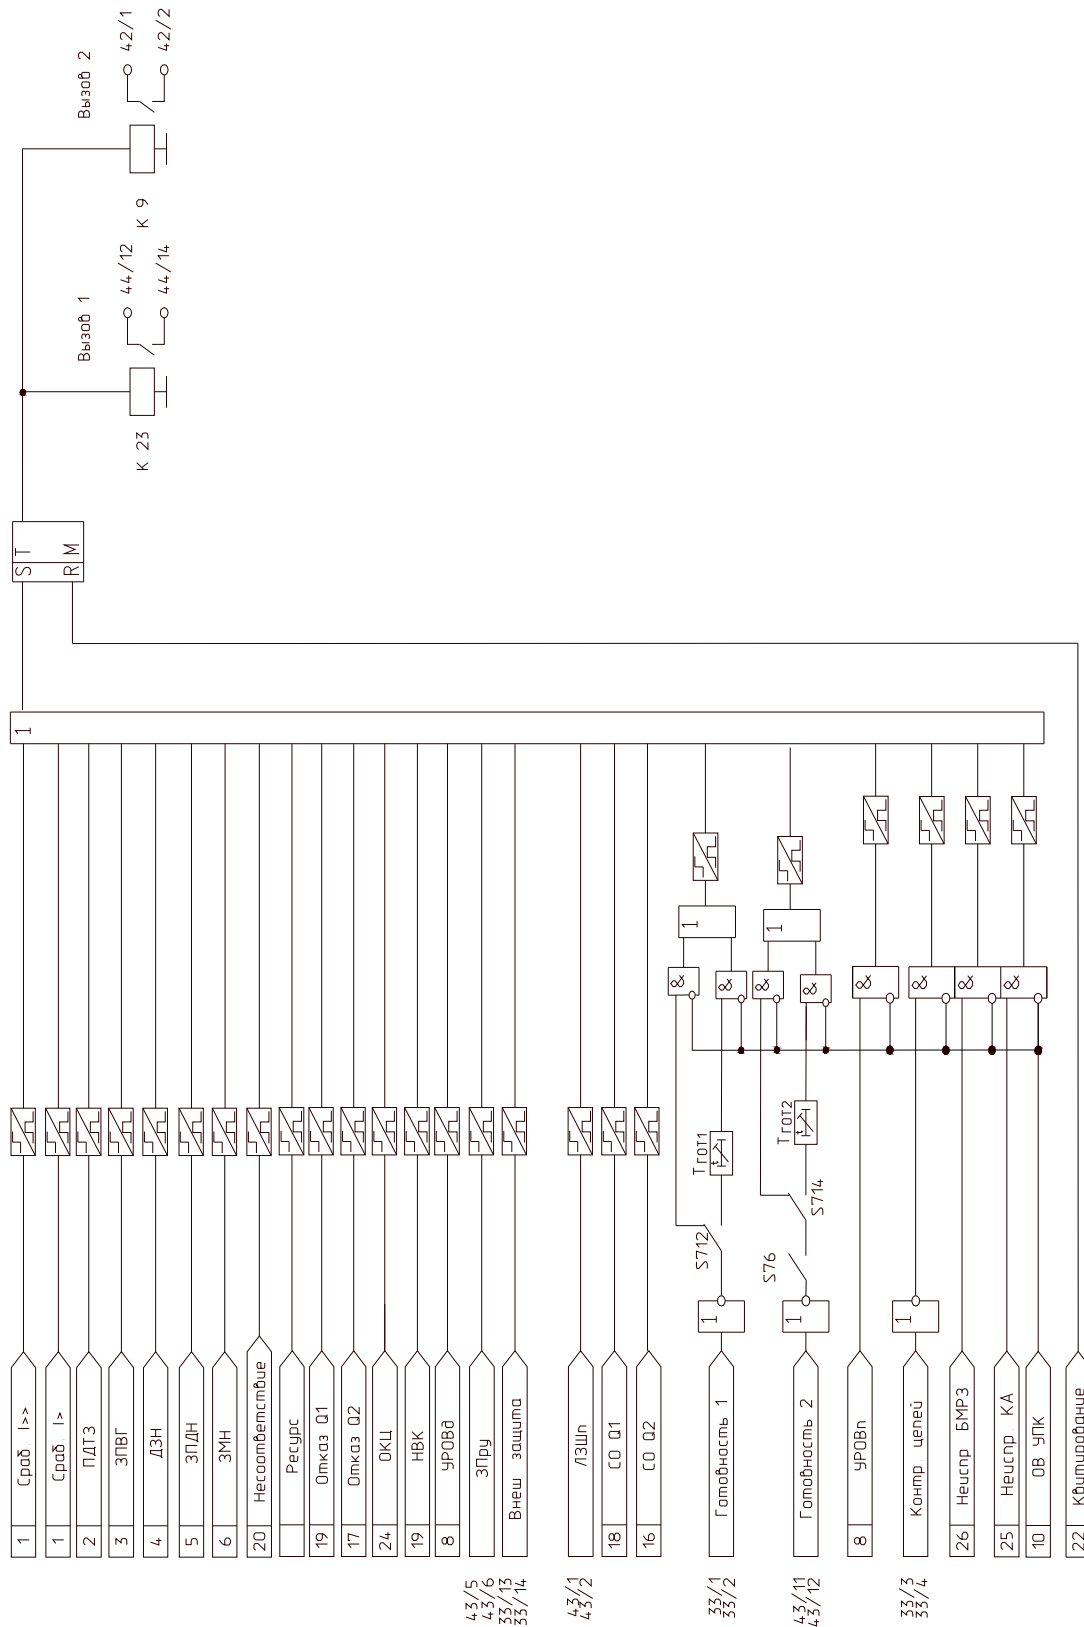 Вызов 2
42/1
42/2
К 9
Вызов 1
44/12
44/14
К 23
S T
R M
1
1
1
&
&
&
&
&
&
&
&
Тгот1
Тгот2
S712
S714
S76
1
1
1
1 Сраб I>>
1 Сраб. I>
2 ПДТЗ
3 ЗПВГ
4 ДЗН
5 ЗПДН
6 ЗМН
20 Несоответствие
Ресурс
19 Отказ Q1
17 Отказ Q2
24 ОКЦ
19 НВК
8 УРОВд
43/5
43/6
ЗПру
33/13
33/14
Внеш защита
43/1
43/2
ЛЗШп
18 СО Q1
16 СО Q2
33/1
33/2
Готовность 1
43/11
43/12
Готовность 2
8 УРОВп
33/3
33/4
Контр. цепей
26 Неиспр БМРЗ
25 Неиспр КА
10 ОВ УПК
22 Квитирование